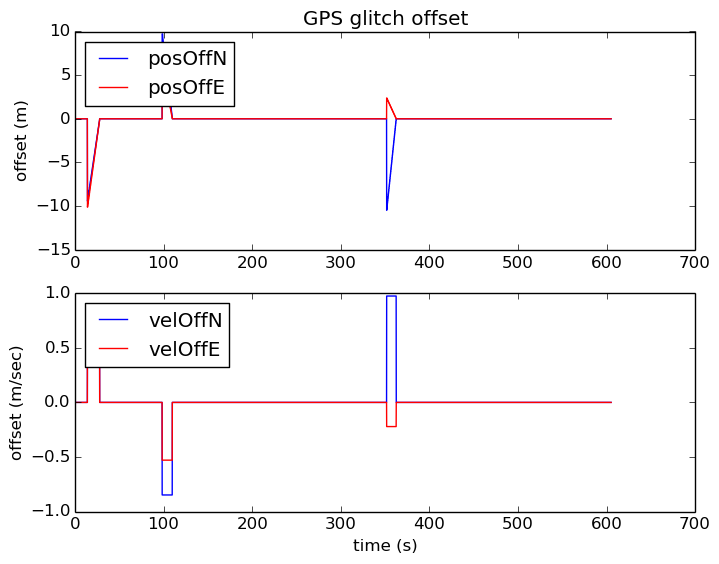 GPS glitch offset
10
5
0
−5
−10
−15
offset (m)
posOffN
posOffE
0 100 200 300 400 500 600 700
1.0
0.5
0.0
−0.5
−1.0
offset (m/sec)
velOffN
velOffE
0 100 200 300 400 500 600 700
time (s)